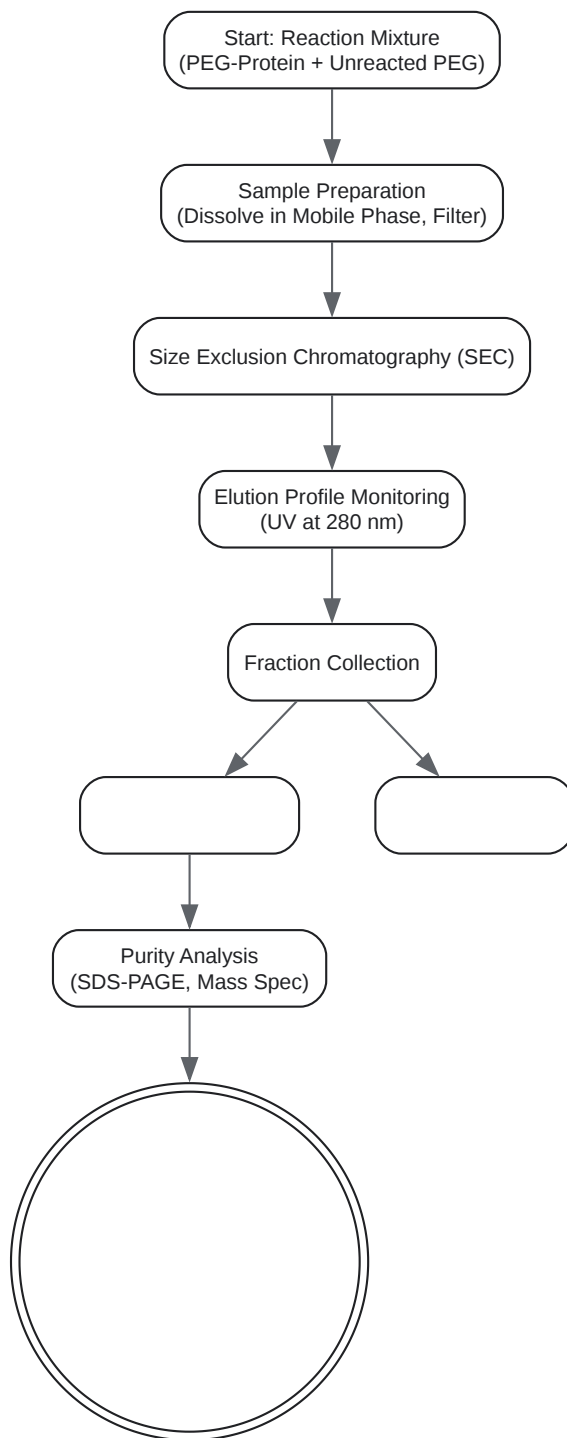 Start: Reaction Mixture
(PEG-Protein + Unreacted PEG)
Sample Preparation
(Dissolve in Mobile Phase, Filter)
Size Exclusion Chromatography (SEC)
Elution Profile Monitoring
(UV at 280 nm)
Fraction Collection
Purity Analysis
(SDS-PAGE, Mass Spec)